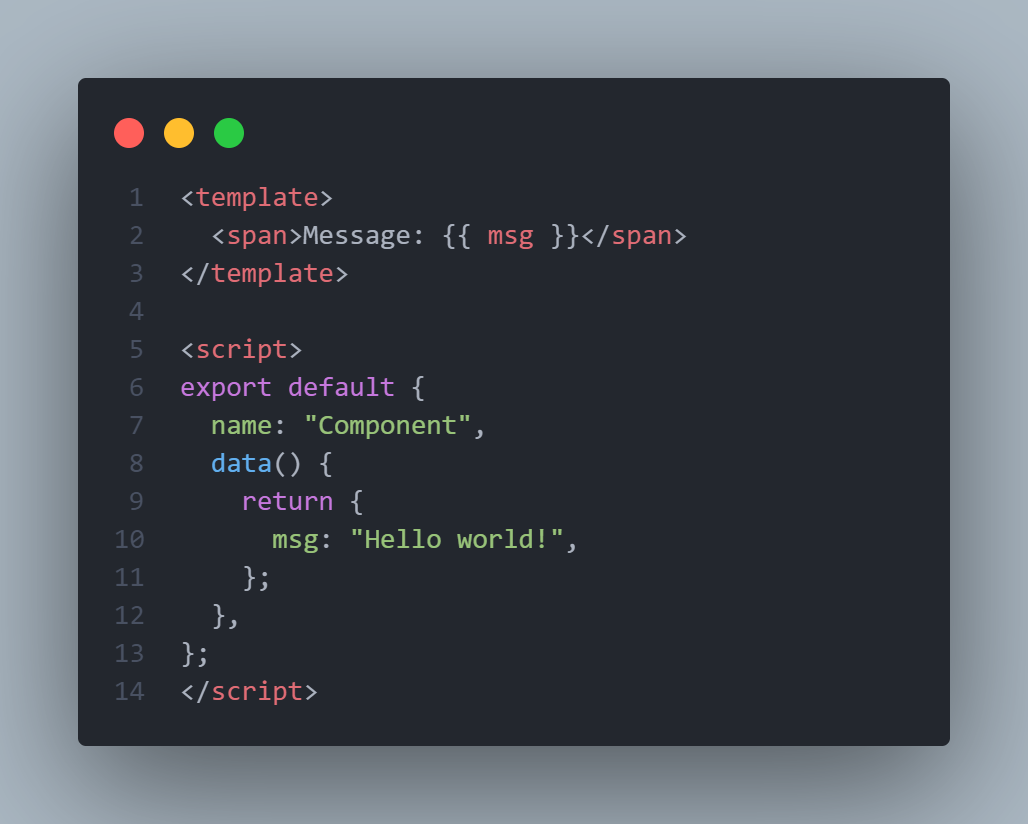 1 <template>
2   <span>Message: {{ msg }}</span>
3 </template>
4
5 <script>
6 export default {
7   name: "Component",
8   data() {
9     return {
10       msg: "Hello world!",
11     };
12   },
13 };
14 </script>